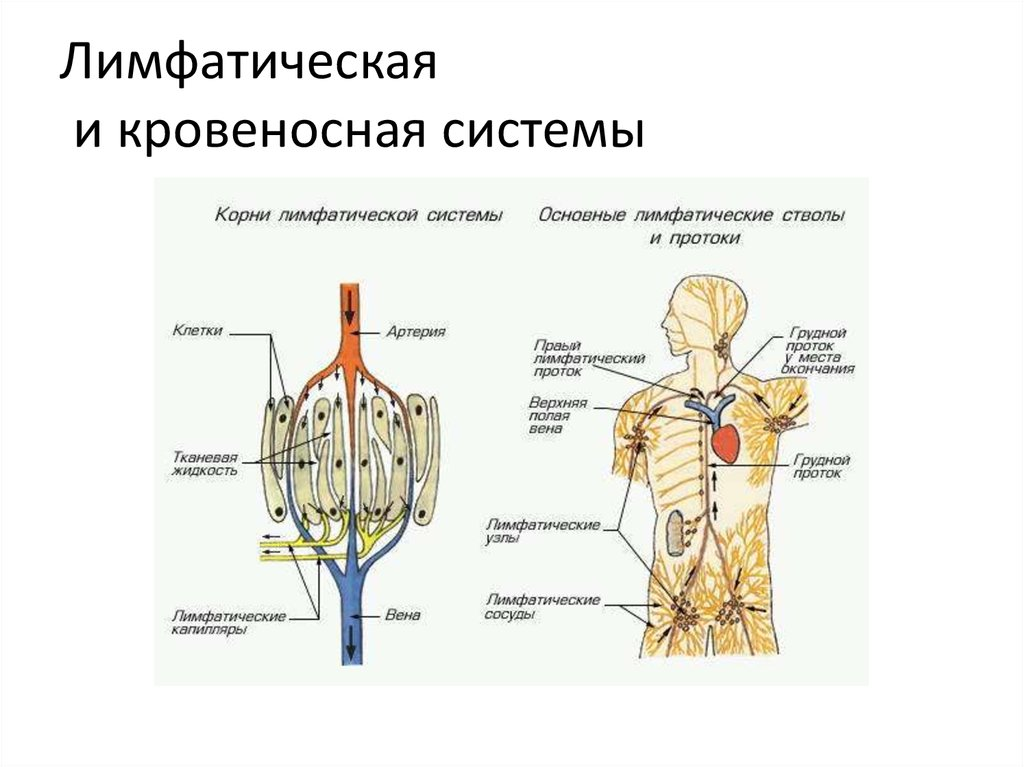 Лимфатическая
и кровеносная системы
Корни лимфатической системы
Клетки
Артерия
Тканевая
жидкость
Лимфатические
капилляры
Вена
Основные лимфатические стволы
и протоки
Праый
лимфатический
проток
Верхняя
полая
вена
Грудной
проток
у места
окончания
Грудной
проток
Лимфатические
узлы
Лимфатические
сосуды